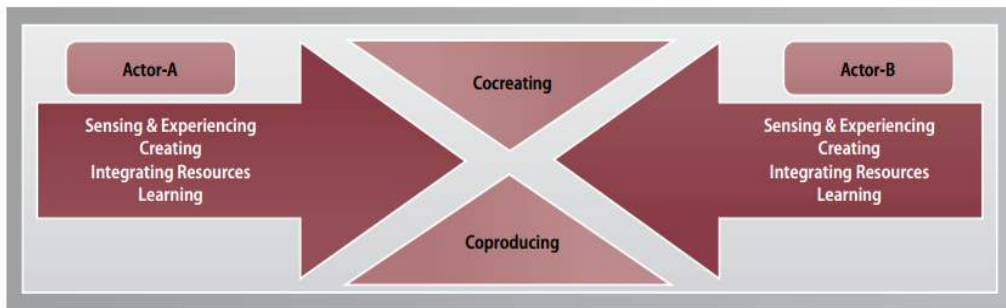 Actor-A
Sensing & Experiencing
Creating
Integrating Resources
Learning
Cocreating
Coproducing
Actor-B
Sensing & Experiencing
Creating
Integrating Resources
Learning